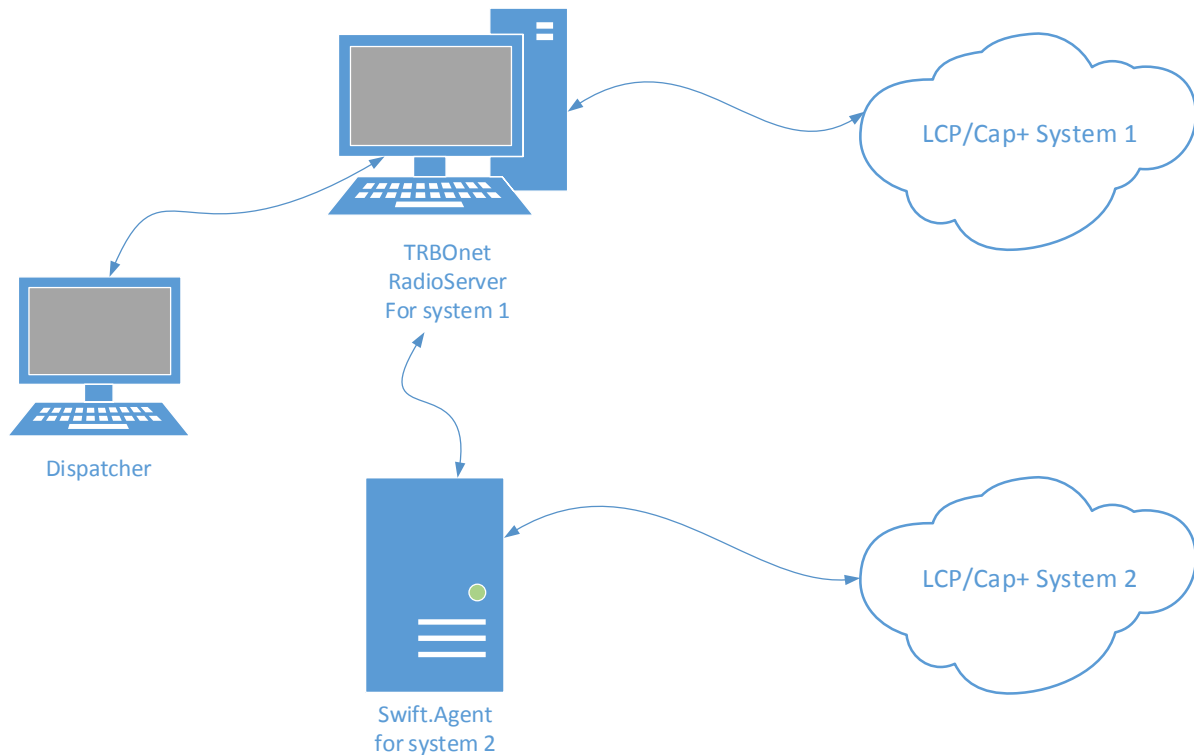 LCP/Cap+ System 1
TRBOnet
RadioServer
For system 1
Dispatcher
LCP/Cap+ System 2
Swift.Agent
for system 2